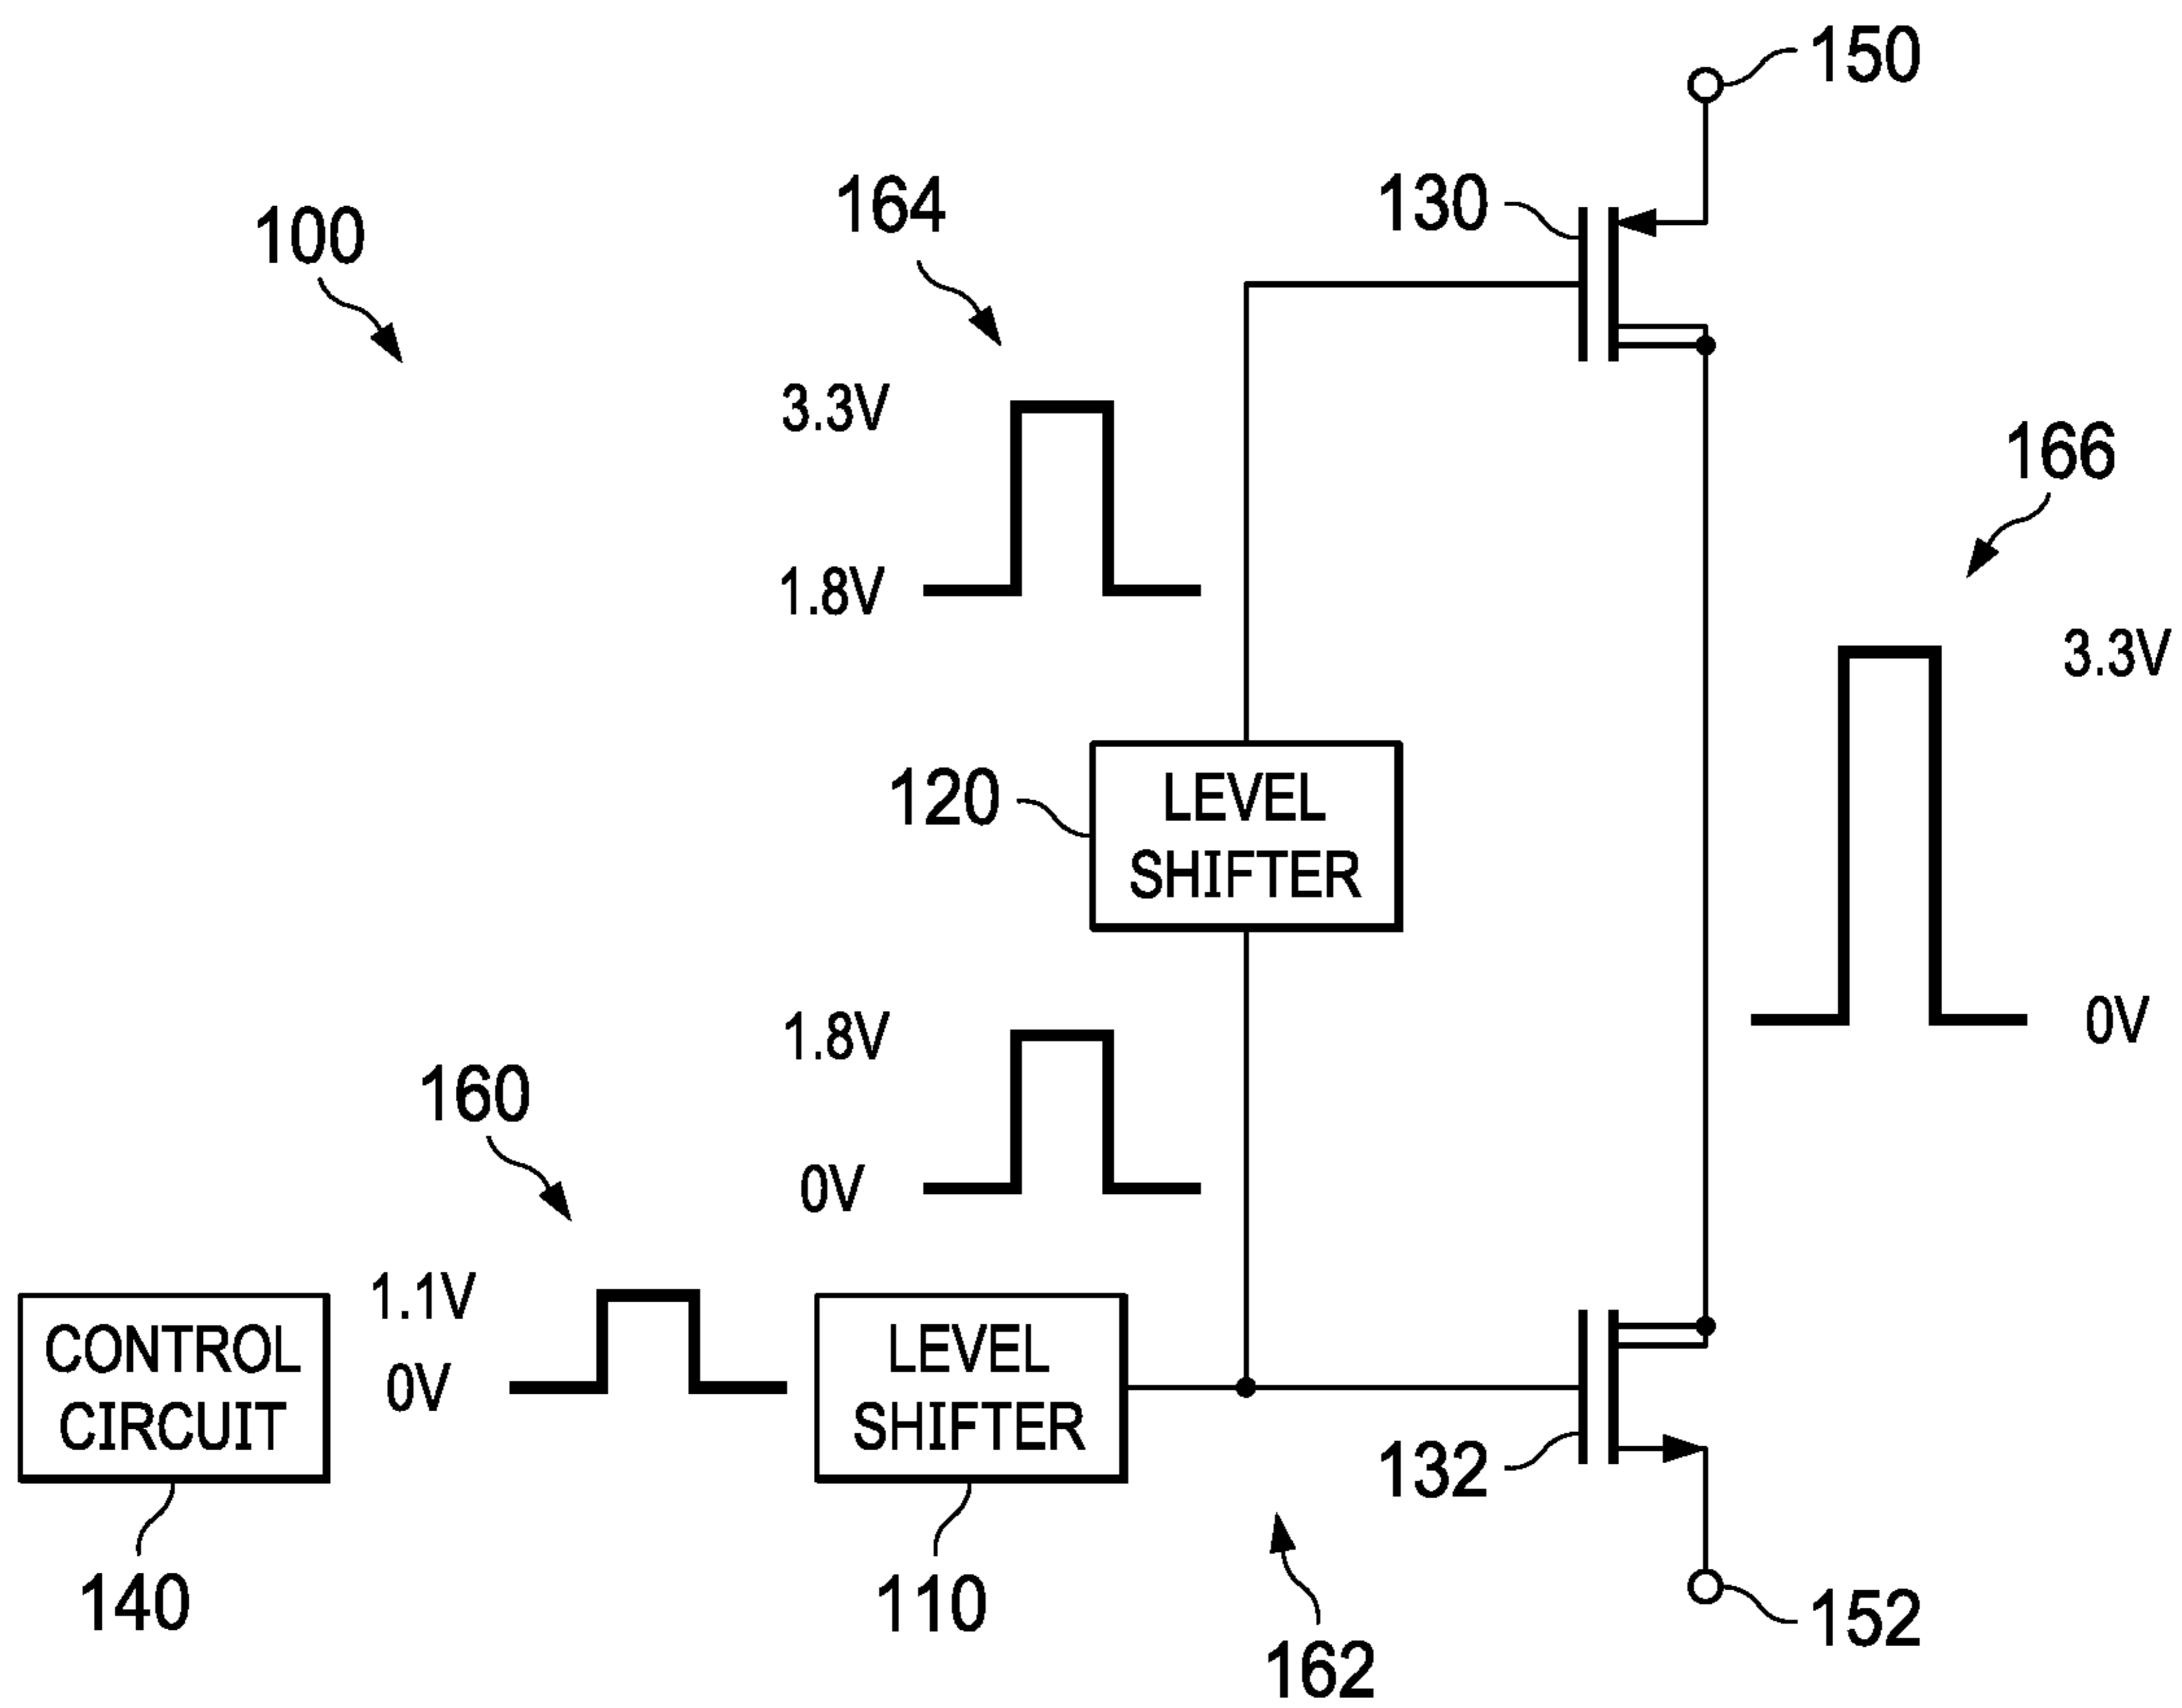 150
130
164
100
3.3V
166
1.8V
3.3V
120
LEVEL
SHIFTER
1.8V
0V
160
0V
1.1V
0V
CONTROL
CIRCUIT
LEVEL
SHIFTER
132
140
110
152
162